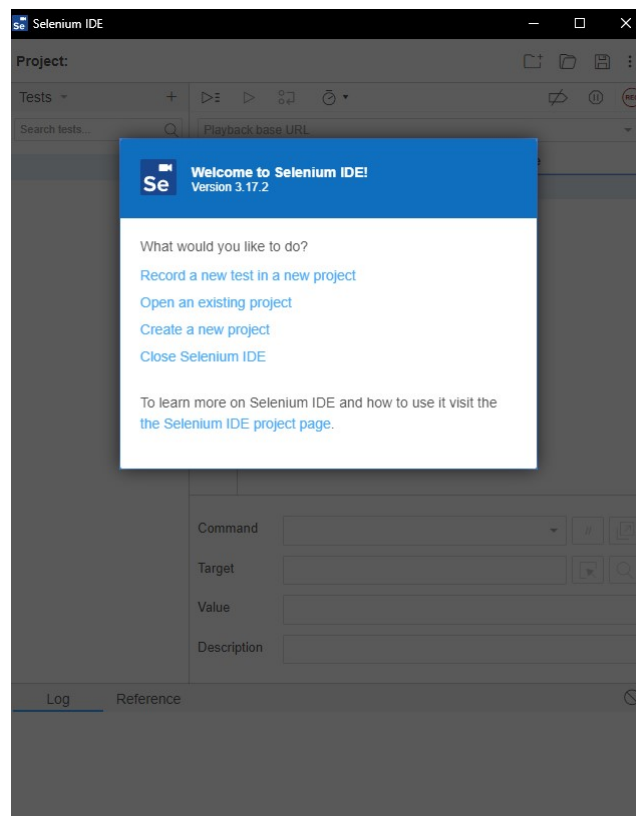 Se Selenium IDE
Project:
Tests
Search tests...
Playback base URL
Se
Welcome to Selenium IDE!
Version 3.17.2
What would you like to do?
Record a new test in a new project
Open an existing project
Create a new project
Close Selenium IDE
To learn more on Selenium IDE and how to use it visit the
the Selenium IDE project page.
Command
Target
Value
Description
Log Reference